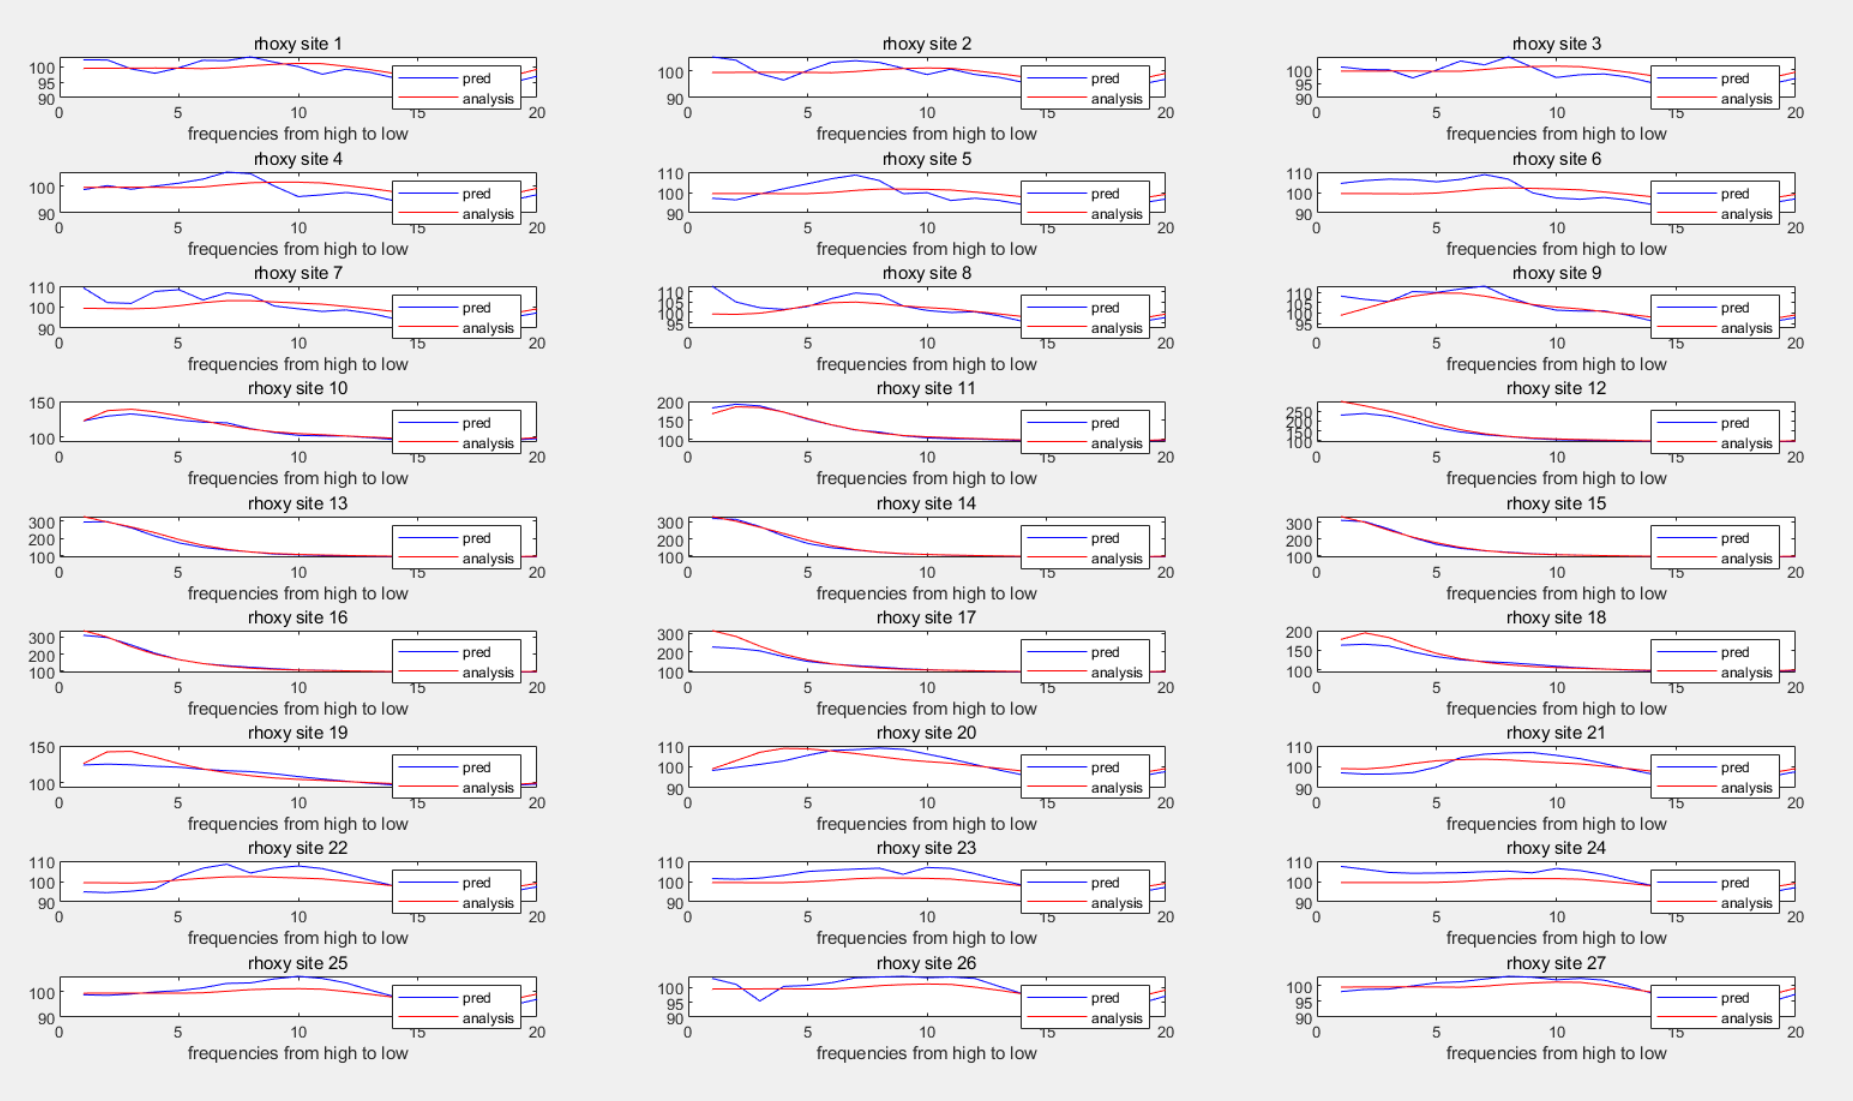 rhoxy site 1
100
95
90
pred
analysis
0 5 10 15 20
frequencies from high to low
rhoxy site 2
100
90
pred
analysis
0 5 10 15 20
frequencies from high to low
rhoxy site 3
100
95
90
pred
analysis
0 5 10 15 20
frequencies from high to low
rhoxy site 4
100
90
pred
analysis
0 5 10 15 20
frequencies from high to low
rhoxy site 5
110
100
90
pred
analysis
0 5 10 15 20
frequencies from high to low
rhoxy site 6
110
100
90
pred
analysis
0 5 10 15 20
frequencies from high to low
rhoxy site 7
110
100
90
pred
analysis
0 5 10 15 20
frequencies from high to low
rhoxy site 8
110
105
100
95
pred
analysis
0 5 10 15 20
frequencies from high to low
rhoxy site 9
110
105
100
95
pred
analysis
0 5 10 15 20
frequencies from high to low
rhoxy site 10
150
100
pred
analysis
0 5 10 15 20
frequencies from high to low
rhoxy site 11
200
150
100
pred
analysis
0 5 10 15 20
frequencies from high to low
rhoxy site 12
250
200
150
100
pred
analysis
0 5 10 15 20
frequencies from high to low
rhoxy site 13
300
200
100
pred
analysis
0 5 10 15 20
frequencies from high to low
rhoxy site 14
300
200
100
pred
analysis
0 5 10 15 20
frequencies from high to low
rhoxy site 15
300
200
100
pred
analysis
0 5 10 15 20
frequencies from high to low
rhoxy site 16
300
200
100
pred
analysis
0 5 10 15 20
frequencies from high to low
rhoxy site 17
300
200
100
pred
analysis
0 5 10 15 20
frequencies from high to low
rhoxy site 18
200
150
100
pred
analysis
0 5 10 15 20
frequencies from high to low
rhoxy site 19
150
100
pred
analysis
0 5 10 15 20
frequencies from high to low
rhoxy site 20
110
100
90
pred
analysis
0 5 10 15 20
frequencies from high to low
rhoxy site 21
110
100
90
pred
analysis
0 5 10 15 20
frequencies from high to low
rhoxy site 22
110
100
90
pred
analysis
0 5 10 15 20
frequencies from high to low
rhoxy site 23
110
100
90
pred
analysis
0 5 10 15 20
frequencies from high to low
rhoxy site 24
110
100
90
pred
analysis
0 5 10 15 20
frequencies from high to low
rhoxy site 25
100
90
pred
analysis
0 5 10 15 20
frequencies from high to low
rhoxy site 26
100
95
90
pred
analysis
0 5 10 15 20
frequencies from high to low
rhoxy site 27
100
95
90
pred
analysis
0 5 10 15 20
frequencies from high to low